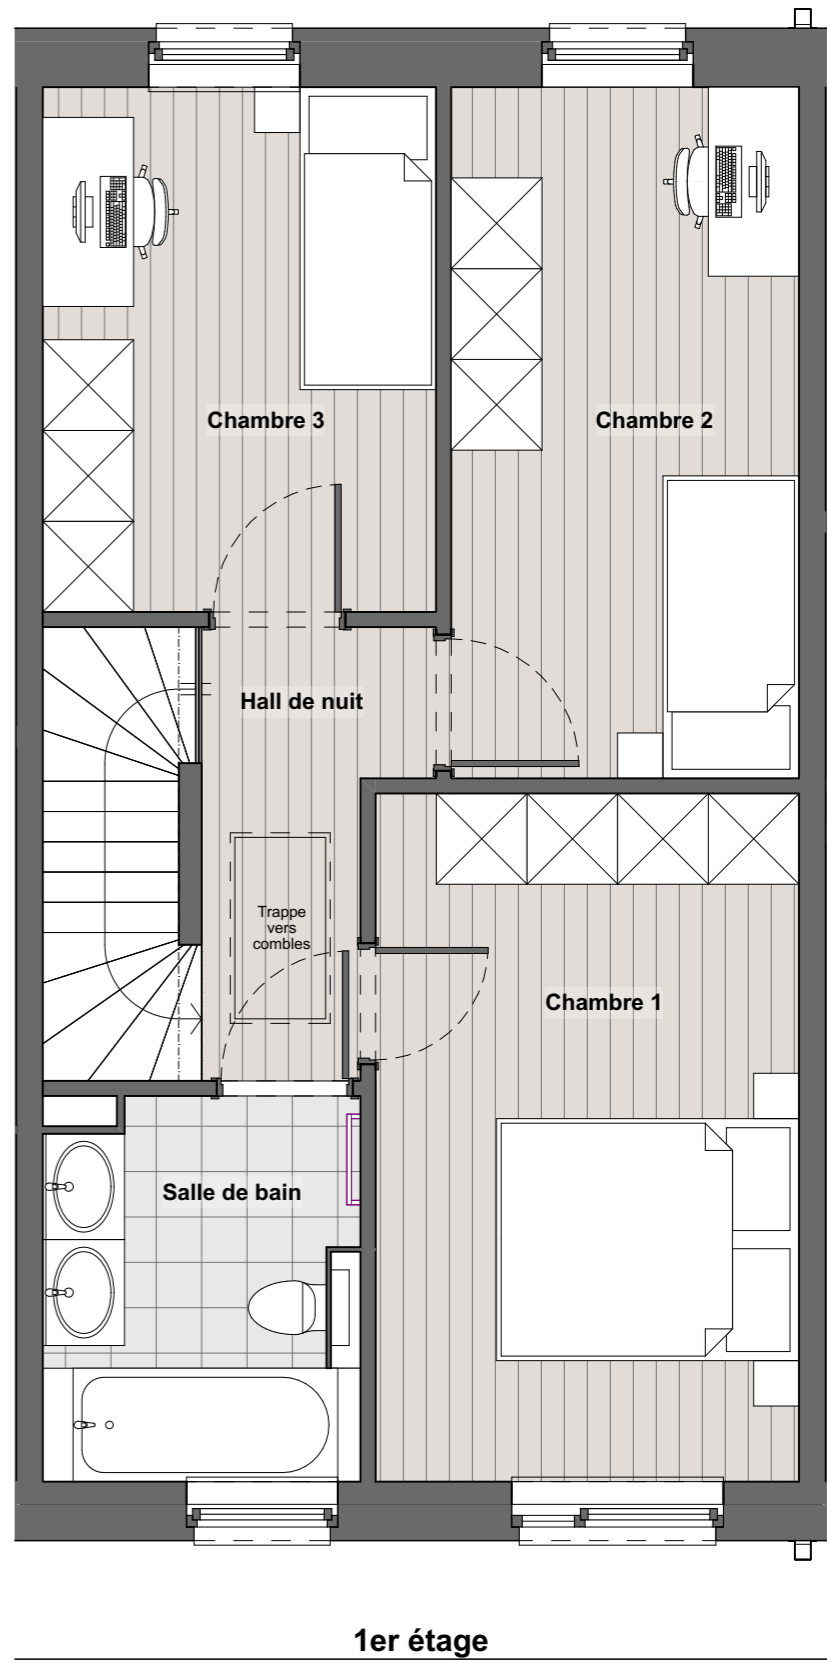 Chambre 3
Chambre 2
Hall de nuit
Trappe
vers
combles
Chambre 1
Salle de bain
1er étage